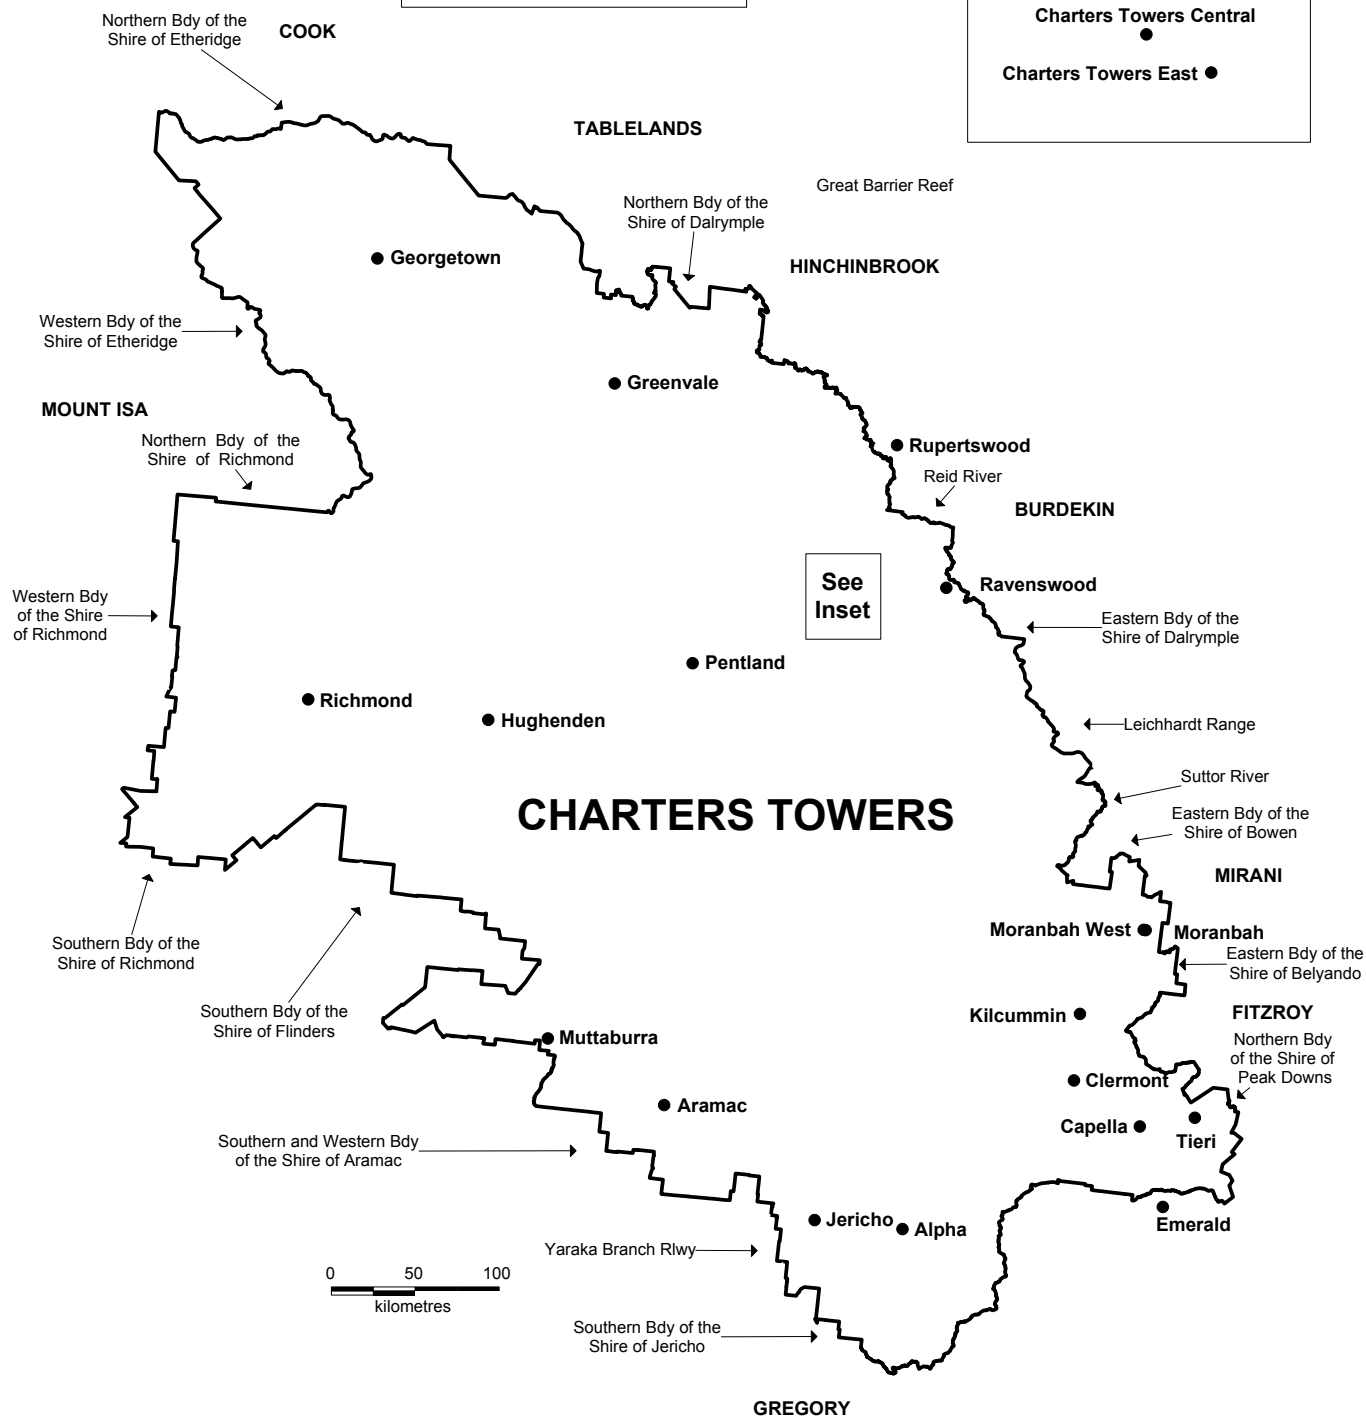 Northern Bdy of the
Shire of Etheridge
COOK
Charters Towers Central
Charters Towers East
TABLELANDS
Great Barrier Reef
Northern Bdy of the
Shire of Dalrymple
Georgetown
HINCHINBROOK
Western Bdy of the
Shire of Etheridge
Greenvale
MOUNT ISA
Northern Bdy of the
Shire of Richmond
Rupertswood
Reid River
BURDEKIN
See
Inset
Ravenswood
Western Bdy
of the Shire
of Richmond
Eastern Bdy of the
Shire of Dalrymple
Pentland
Richmond
Hughenden
Leichhardt Range
Suttor River
CHARTERS TOWERS
Eastern Bdy of the
Shire of Bowen
MIRANI
Moranbah West
Moranbah
Southern Bdy of the
Shire of Richmond
Eastern Bdy of the
Shire of Belyando
Southern Bdy of the
Shire of Flinders
Kilcummin
FITZROY
Muttaburra
Northern Bdy
of the Shire of
Peak Downs
Clermont
Aramac
Capella
Tieri
Southern and Western Bdy
of the Shire of Aramac
Jericho
Alpha
Emerald
Yaraka Branch Rlwy
0 50 100
kilometres
Southern Bdy of the
Shire of Jericho
GREGORY